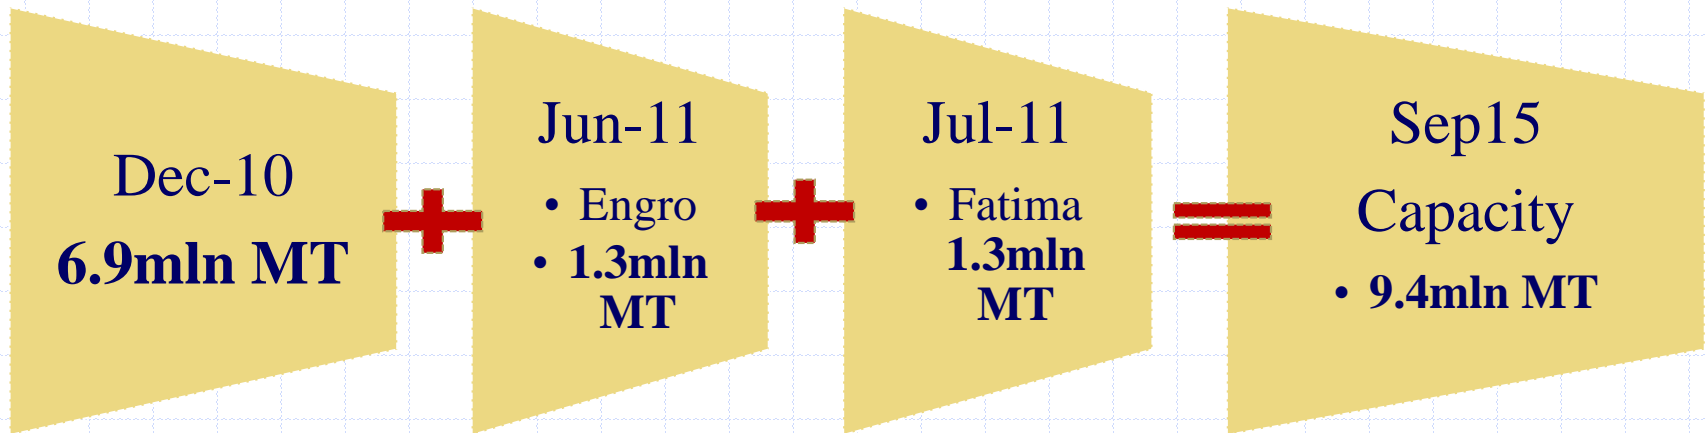 Dec-10
6.9mln MT
Jun-11
• Engro
• 1.3mln
MT
Jul-11
• Fatima
1.3mln
MT
Sep15
Capacity
• 9.4mln MT